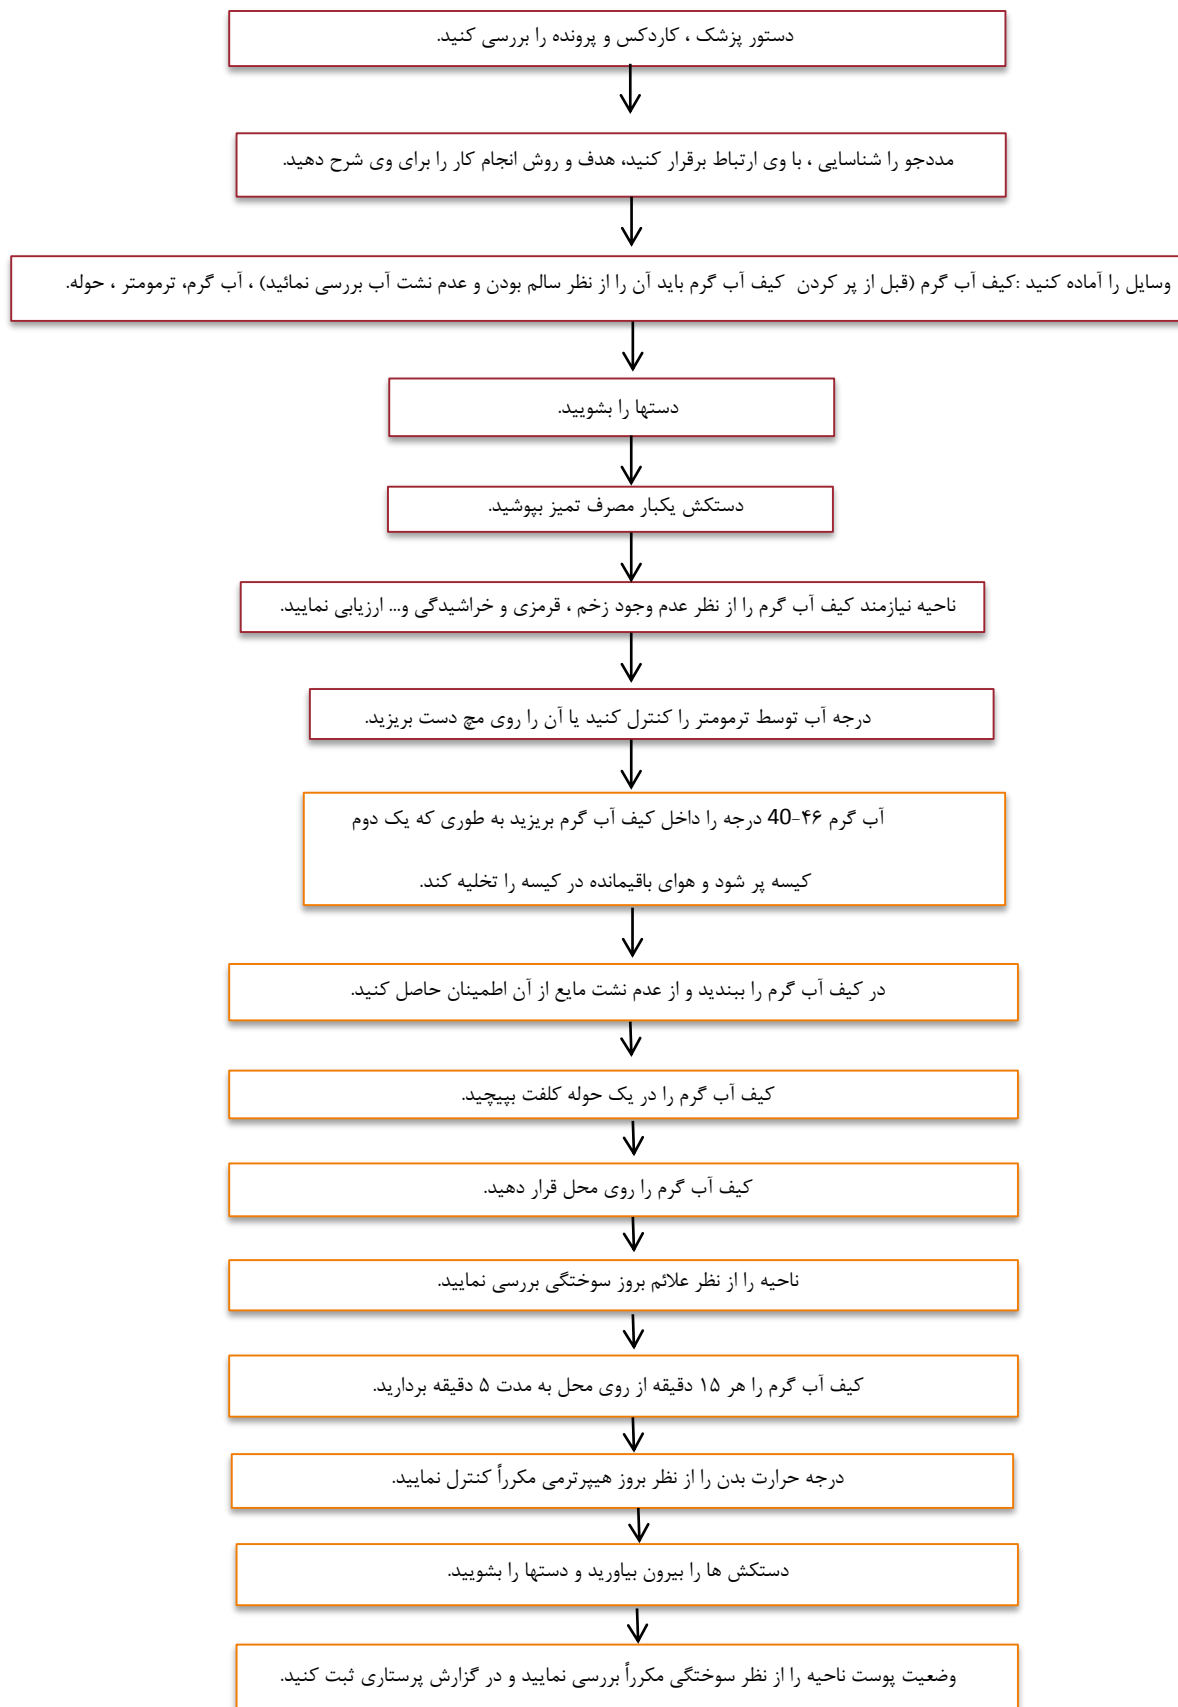 دستور پزشک ، کاردکس و پرونده را بررسی کنید.
مددجو را شناسایی ، با وی ارتباط برقرار کنید، هدف و روش انجام کار را برای وی شرح دهید.
وسایل را آماده کنید :کیف آب گرم (قبل از پر کردن کیف آب گرم باید آن را از نظر سالم بودن و عدم نشت آب بررسی نمائید) ، آب گرم، ترمومتر ، حوله.
دستها را بشویید.
دستکش یکبار مصرف تمیز بپوشید.
ناحیه نیازمند کیف آب گرم را از نظر عدم وجود زخم ، قرمزی و خراشیدگی و... ارزیابی نمایید.
درجه آب توسط ترمومتر را کنترل کنید یا آن را روی مچ دست بریزید.
آب گرم ۴۶-40 درجه را داخل کیف آب گرم بریزید به طوری که یک دوم
کیسه پر شود و هوای باقیمانده در کیسه را تخلیه کند.
در کیف آب گرم را ببندید و از عدم نشت مایع از آن اطمینان حاصل کنید.
کیف آب گرم را در یک حوله کلفت بپیچید.
کیف آب گرم را روی محل قرار دهید.
ناحیه را از نظر علائم بروز سوختگی بررسی نمایید.
کیف آب گرم را هر ۱۵ دقیقه از روی محل به مدت ۵ دقیقه بردارید.
درجه حرارت بدن را از نظر بروز هیپرترمی مکرراً کنترل نمایید.
دستکش ها را بیرون بیاورید و دستها را بشویید.
وضعیت پوست ناحیه را از نظر سوختگی مکرراً بررسی نمایید و در گزارش پرستاری ثبت کنید.